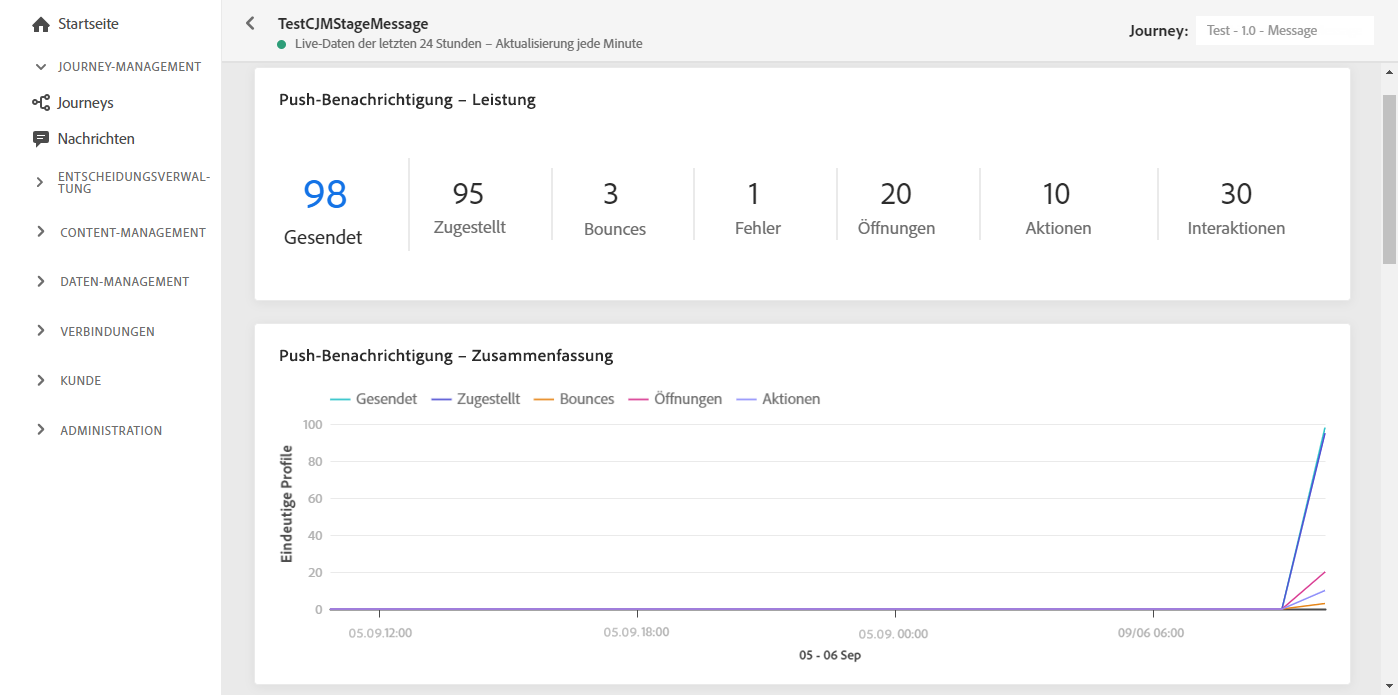 Startseite
JOURNEY-MANAGEMENT
Journeys
Nachrichten
ENTSCHEIDUNGSVERWAL-
TUNG
CONTENT-MANAGEMENT
DATEN-MANAGEMENT
VERBINDUNGEN
KUNDE
ADMINISTRATION
TestCJMStageMessage
Live-Daten der letzten 24 Stunden – Aktualisierung jede Minute
Journey: Test - 1.0 - Message
Push-Benachrichtigung – Leistung
98 95 3 1 20 10 30
Gesendet Zugestellt Bounces Fehler Öffnungen Aktionen Interaktionen
Push-Benachrichtigung – Zusammenfassung
Gesendet Zugestellt Bounces Öffnungen Aktionen
Eindeutige Profile
100
80
60
40
20
0
05.09.12:00 05.09.18:00 05.09. 00:00 09/06 06:00
05 - 06 Sep